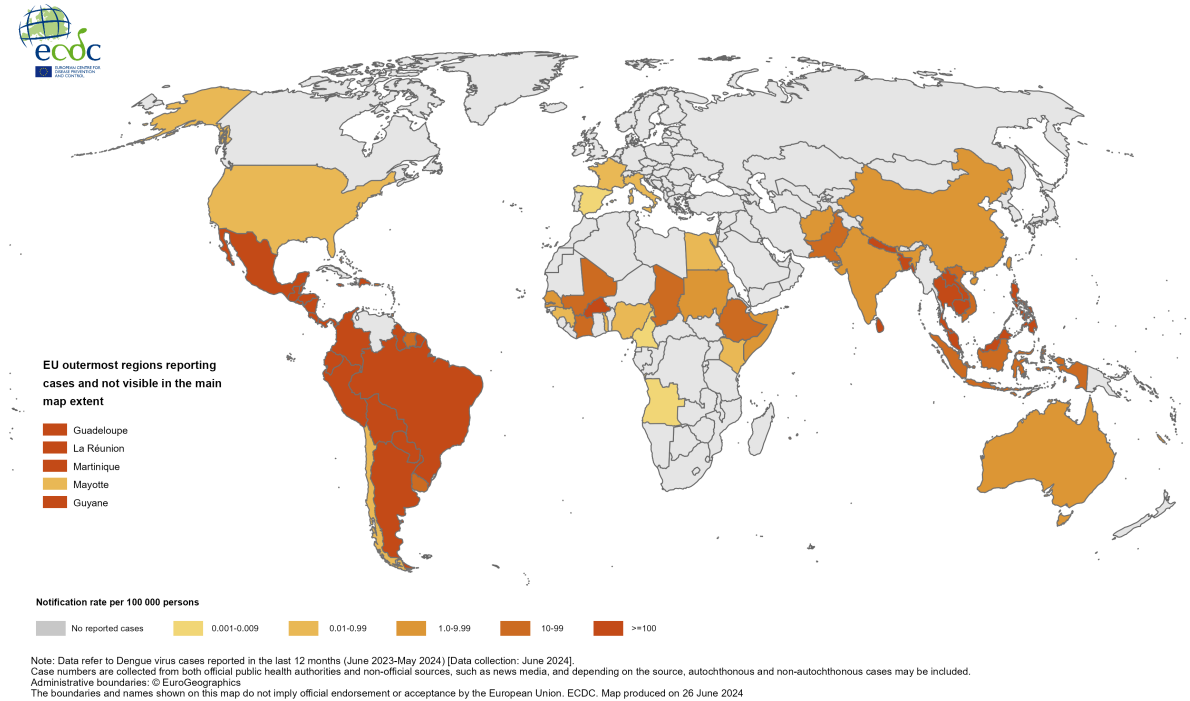 ecdc
EUROPEAN CENTRE FOR
DISEASE PREVENTION
AND CONTROL
EU outermost regions reporting
cases and not visible in the main
map extent
Guadeloupe
La Réunion
Martinique
Mayotte
Guyane
Notification rate per 100 000 persons
No reported cases
0.001-0.009
0.01-0.99
1.0-9.99
10-99
>=100
Note: Data refer to Dengue virus cases reported in the last 12 months (June 2023-May 2024) [Data collection: June 2024].
Case numbers are collected from both official public health authorities and non-official sources, such as news media, and depending on the source, autochthonous and non-autochthonous cases may be included.
Administrative boundaries: © EuroGeographics
The boundaries and names shown on this map do not imply official endorsement or acceptance by the European Union. ECDC. Map produced on 26 June 2024